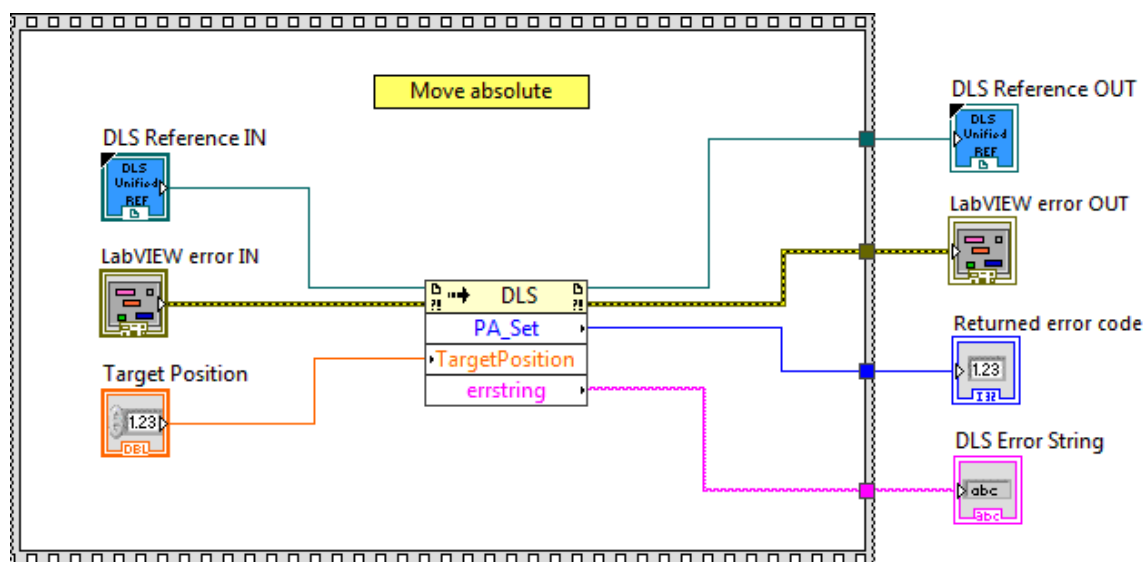 Move absolute
DLS Reference IN
DLS
Unified
REF
LabVIEW error IN
?!
Target Position
1.23
DBL
DLS
?!
?!
PA_Set
TargetPosition
errstring
DLS Reference OUT
DLS
Unified
REF
LabVIEW error OUT
Returned error code
1.23
I32
DLS Error String
abc
abc